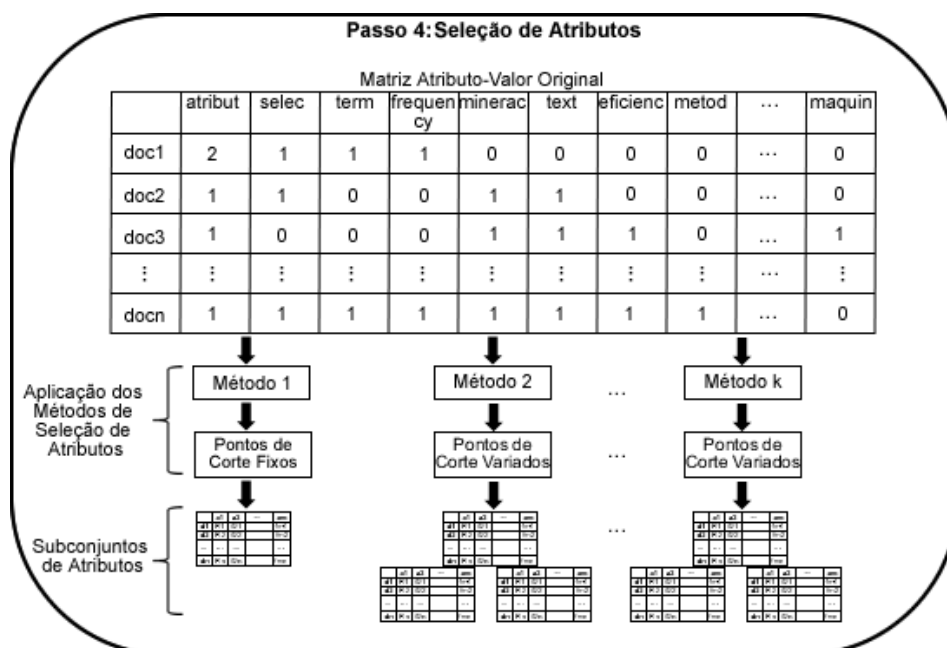 Passo 4:Seleção de Atributos
Matriz Atributo-Valor Original
atribut selec term frequen minerac text eficienc metod ... maquin
cy
doc1 2 1 1 1 0 0 0 0 ... 0
doc2 1 1 0 0 1 1 0 0 ... 0
doc3 1 0 0 0 1 1 1 0 ... 1
⋮ ⋮ ⋮ ⋮ ⋮ ⋮ ⋮ ⋮ ⋮ ... ⋮
docn 1 1 1 1 1 1 1 1 ... 0
Aplicação dos
Métodos de
Seleção de
Atributos
Método 1 Método 2 ... Método k
Pontos de Pontos de ... Pontos de
Corte Fixos Corte Variados Corte Variados
Subconjuntos
de Atributos
...